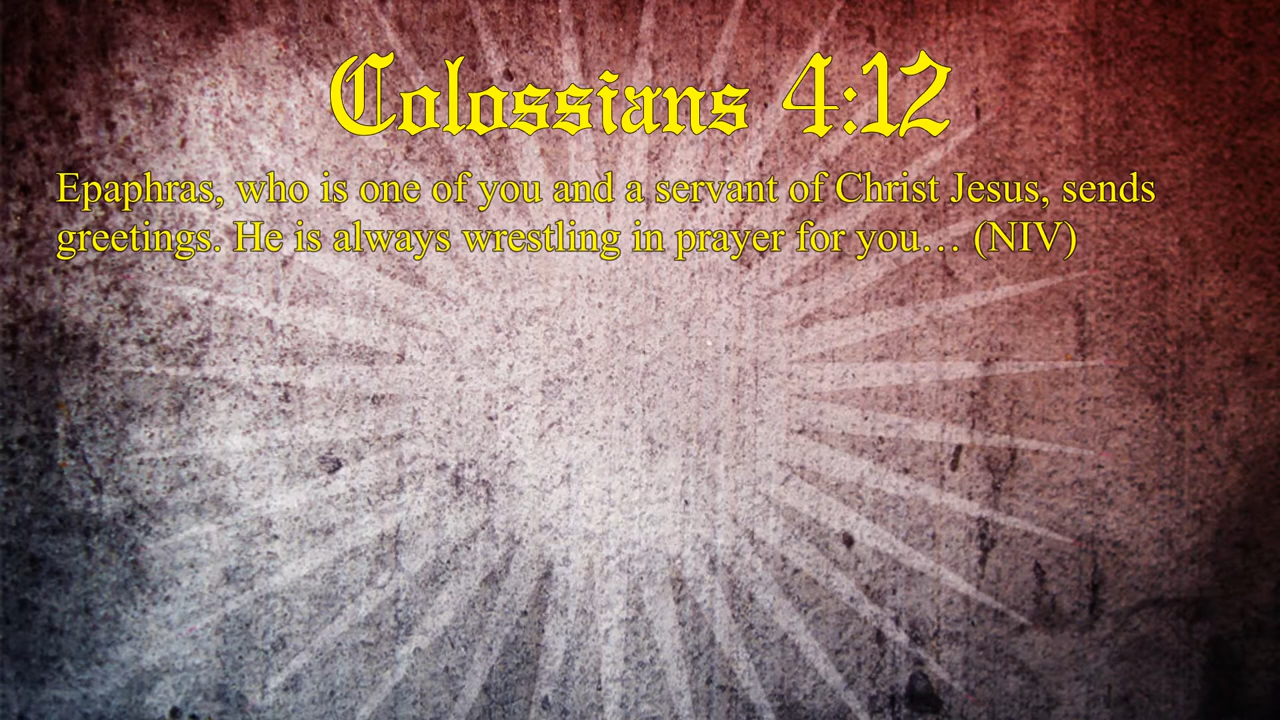 Colossians 4:12
Epaphras, who is one of you and a servant of Christ Jesus, sends
greetings. He is always wrestling in prayer for you… (NIV)